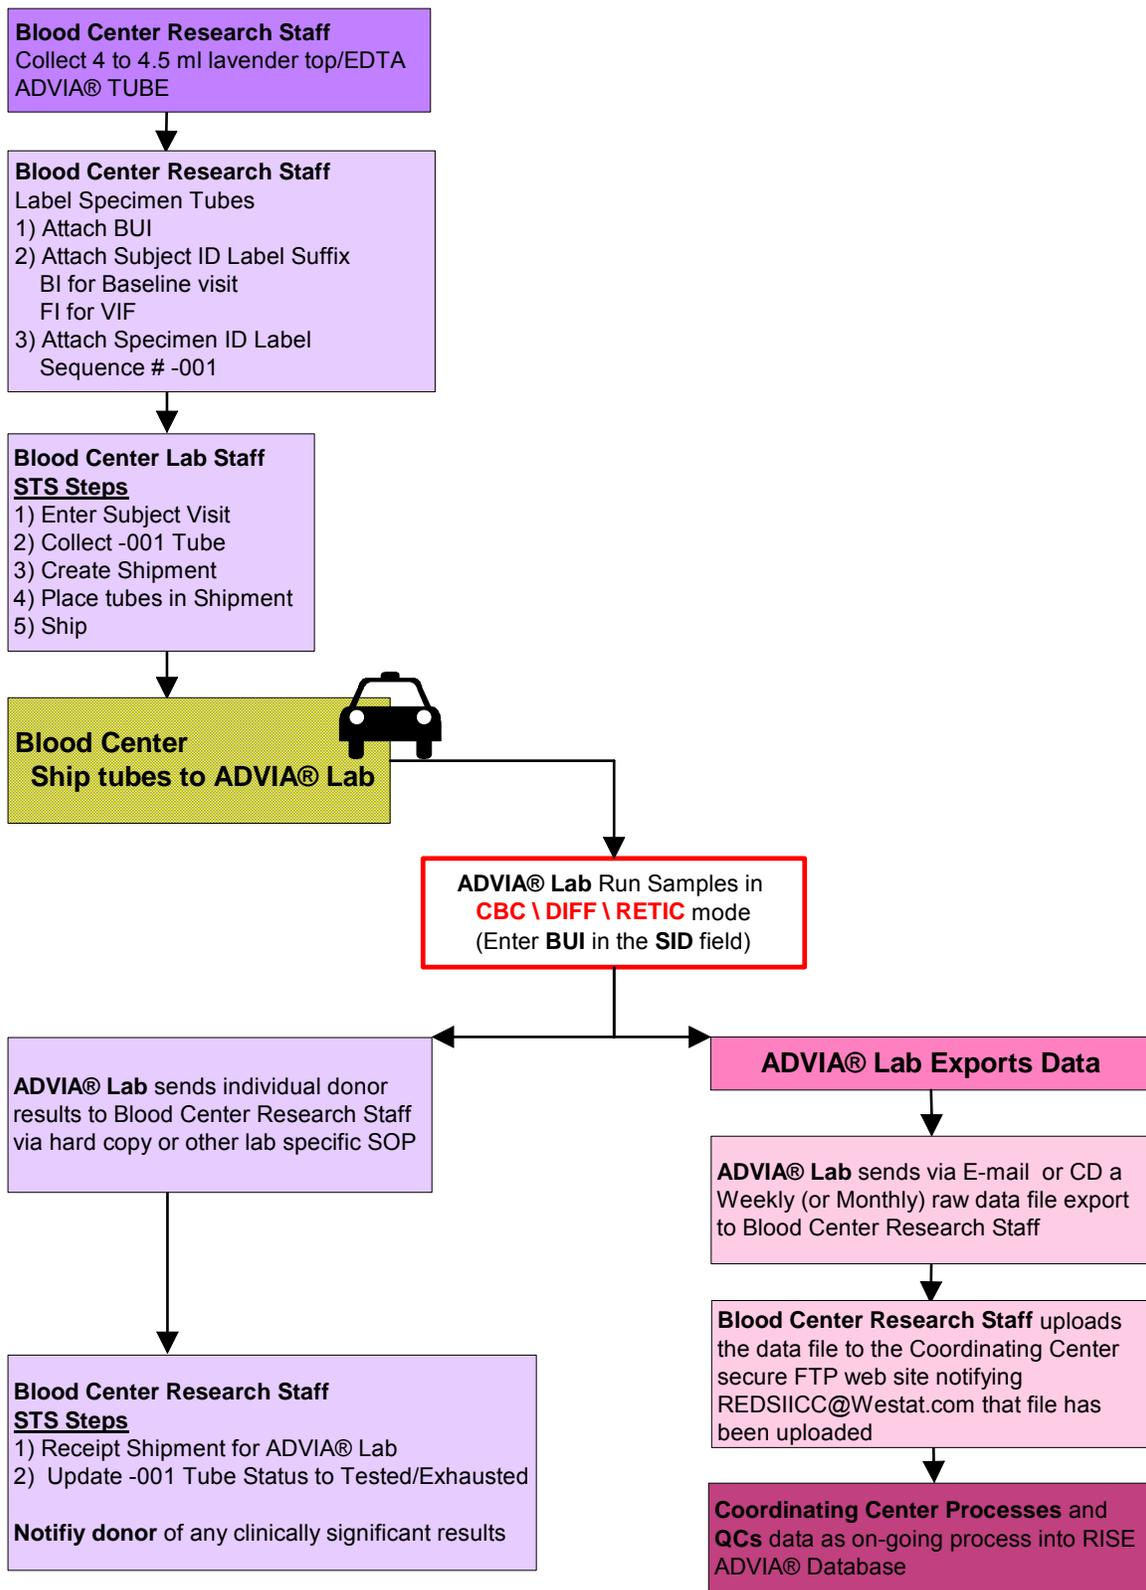 Blood Center Research Staff
Collect 4 to 4.5 ml lavender top/EDTA
ADVIA® TUBE
Blood Center Research Staff
Label Specimen Tubes
1) Attach BUI
2) Attach Subject ID Label Suffix
BI for Baseline visit
FI for VIF
3) Attach Specimen ID Label
Sequence # -001
Blood Center Lab Staff
STS Steps
1) Enter Subject Visit
2) Collect -001 Tube
3) Create Shipment
4) Place tubes in Shipment
5) Ship
Blood Center
Ship tubes to ADVIA® Lab
ADVIA® Lab Run Samples in
CBC \ DIFF \ RETIC mode
(Enter BUI in the SID field)
ADVIA® Lab sends individual donor
results to Blood Center Research Staff
via hard copy or other lab specific SOP
Blood Center Research Staff
STS Steps
1) Receipt Shipment for ADVIA® Lab
2) Update -001 Tube Status to Tested/Exhausted
Notifiy donor of any clinically significant results
ADVIA® Lab Exports Data
ADVIA® Lab sends via E-mail or CD a
Weekly (or Monthly) raw data file export
to Blood Center Research Staff
Blood Center Research Staff uploads
the data file to the Coordinating Center
secure FTP web site notifying
REDSIICC@Westat.com that file has
been uploaded
Coordinating Center Processes and
QCs data as on-going process into RISE
ADVIA® Database